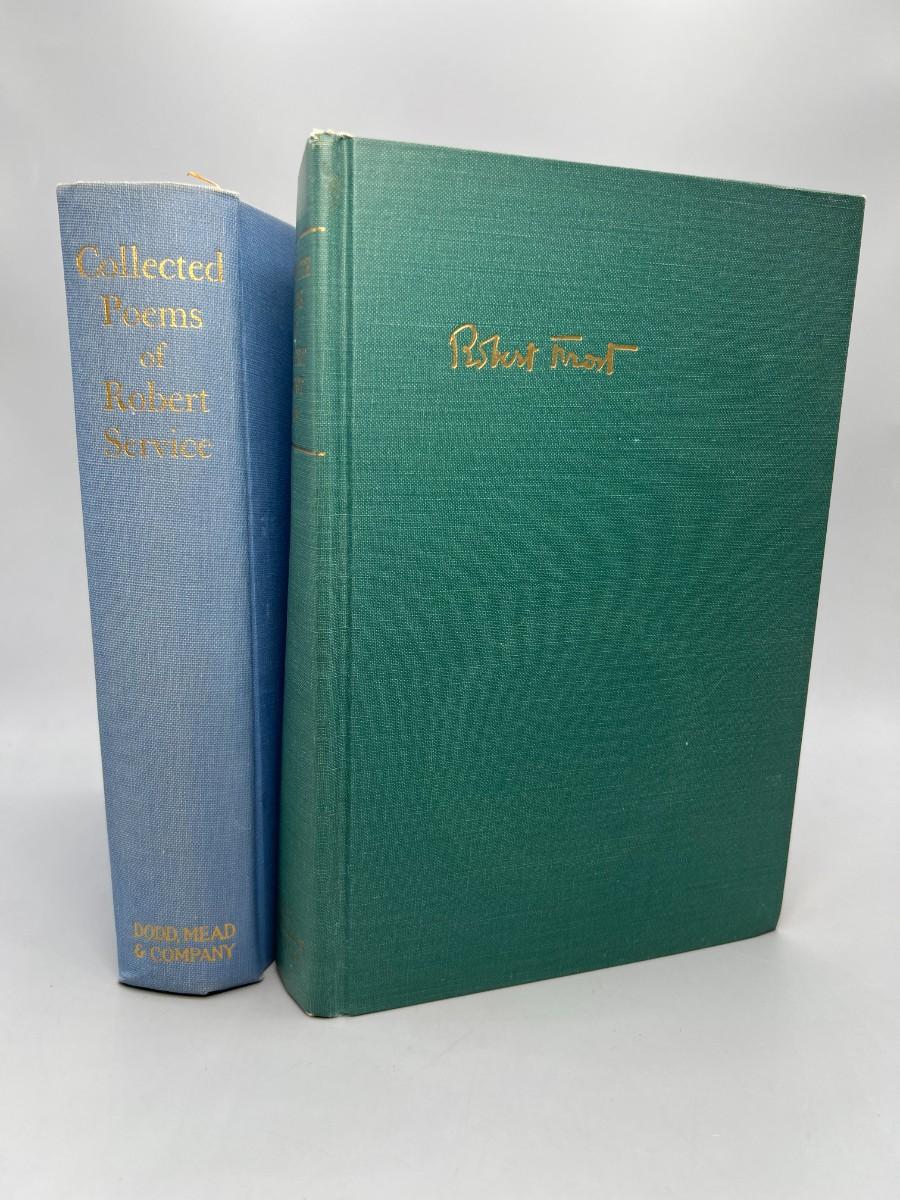 Collected
Poems
of
Robert
Service
DODD, MEAD
& COMPANY
Robert Frost